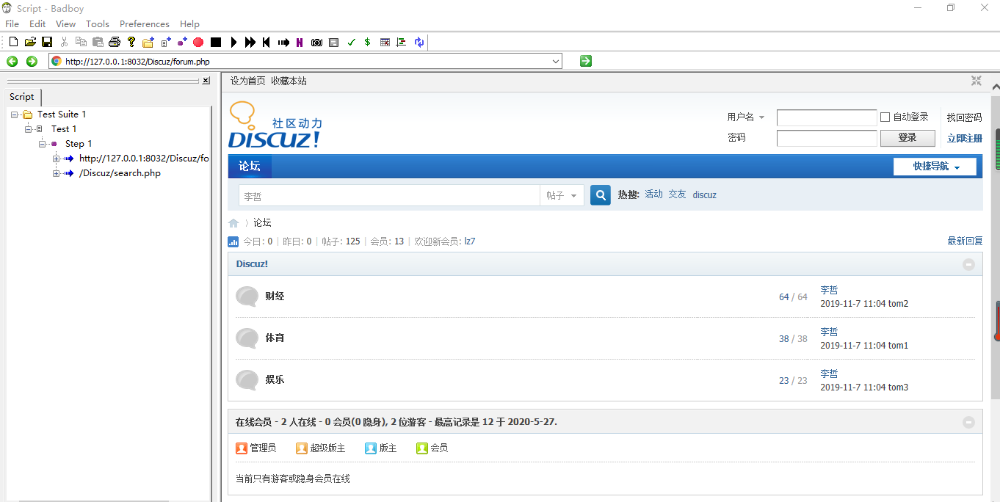 Script - Badboy
File Edit View Tools Preferences Help
http://127.0.0.1:8032/Discuz/forum.php
Script
Test Suite 1
Test 1
Step 1
http://127.0.0.1:8032/Discuz/fo
/Discuz/search.php
设为首页 收藏本站
社区动力
DISCUZ!
用户名 自动登录 找回密码
密码 登录 立即注册
论坛 快捷导航
李哲 帖子 热搜: 活动 交友 discuz
论坛
今日: 0 | 昨日: 0 | 帖子: 125 | 会员: 13 | 欢迎新会员: lz7 最新回复
Discuz!
财经 64 / 64 李哲
2019-11-7 11:04 tom2
体育 38 / 38 李哲
2019-11-7 11:04 tom1
娱乐 23 / 23 李哲
2019-11-7 11:04 tom3
在线会员 - 2 人在线 - 0 会员(0 隐身), 2 位游客 - 最高记录是 12 于 2020-5-27.
管理员 超级版主 版主 会员
当前只有游客或隐身会员在线